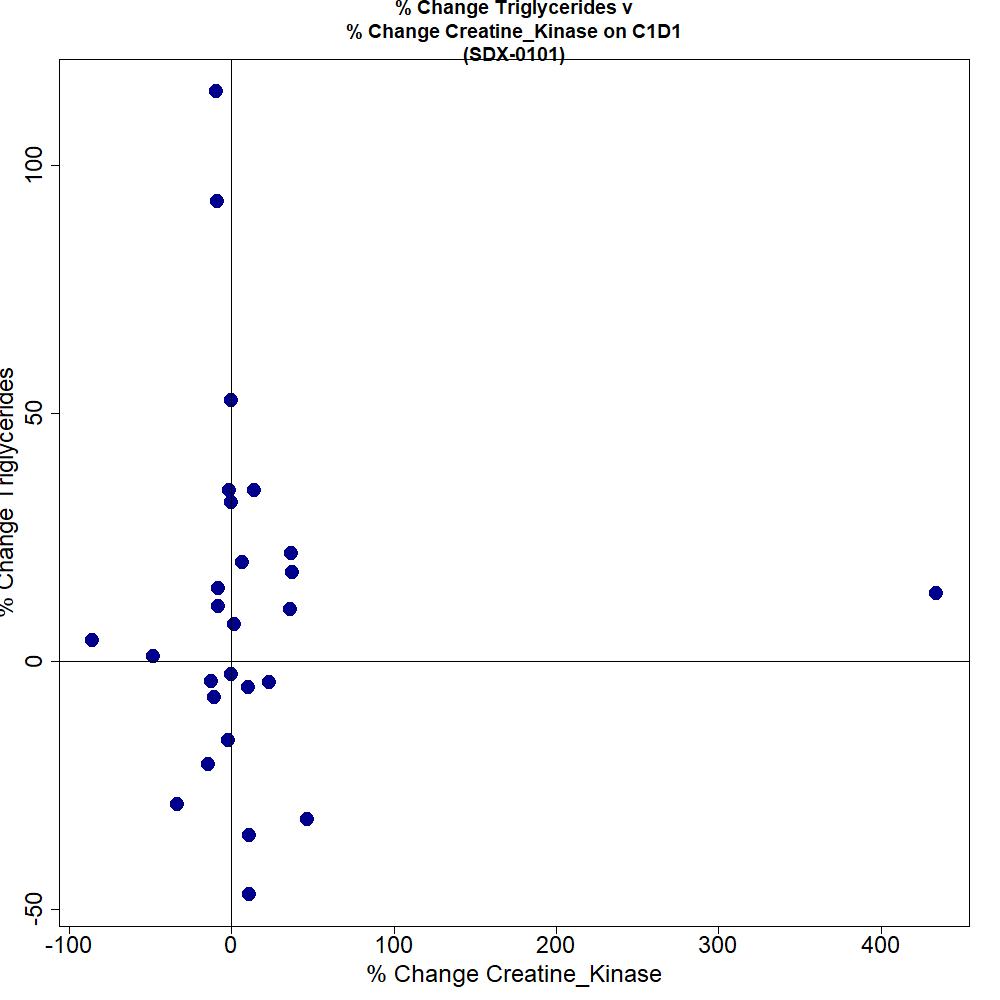 % Change Triglycerides v
% Change Creatine_Kinase on C1D1
(SDX-0101)
% Change Triglycerides
100
50
0
-50
-100 0 100 200 300 400
% Change Creatine_Kinase